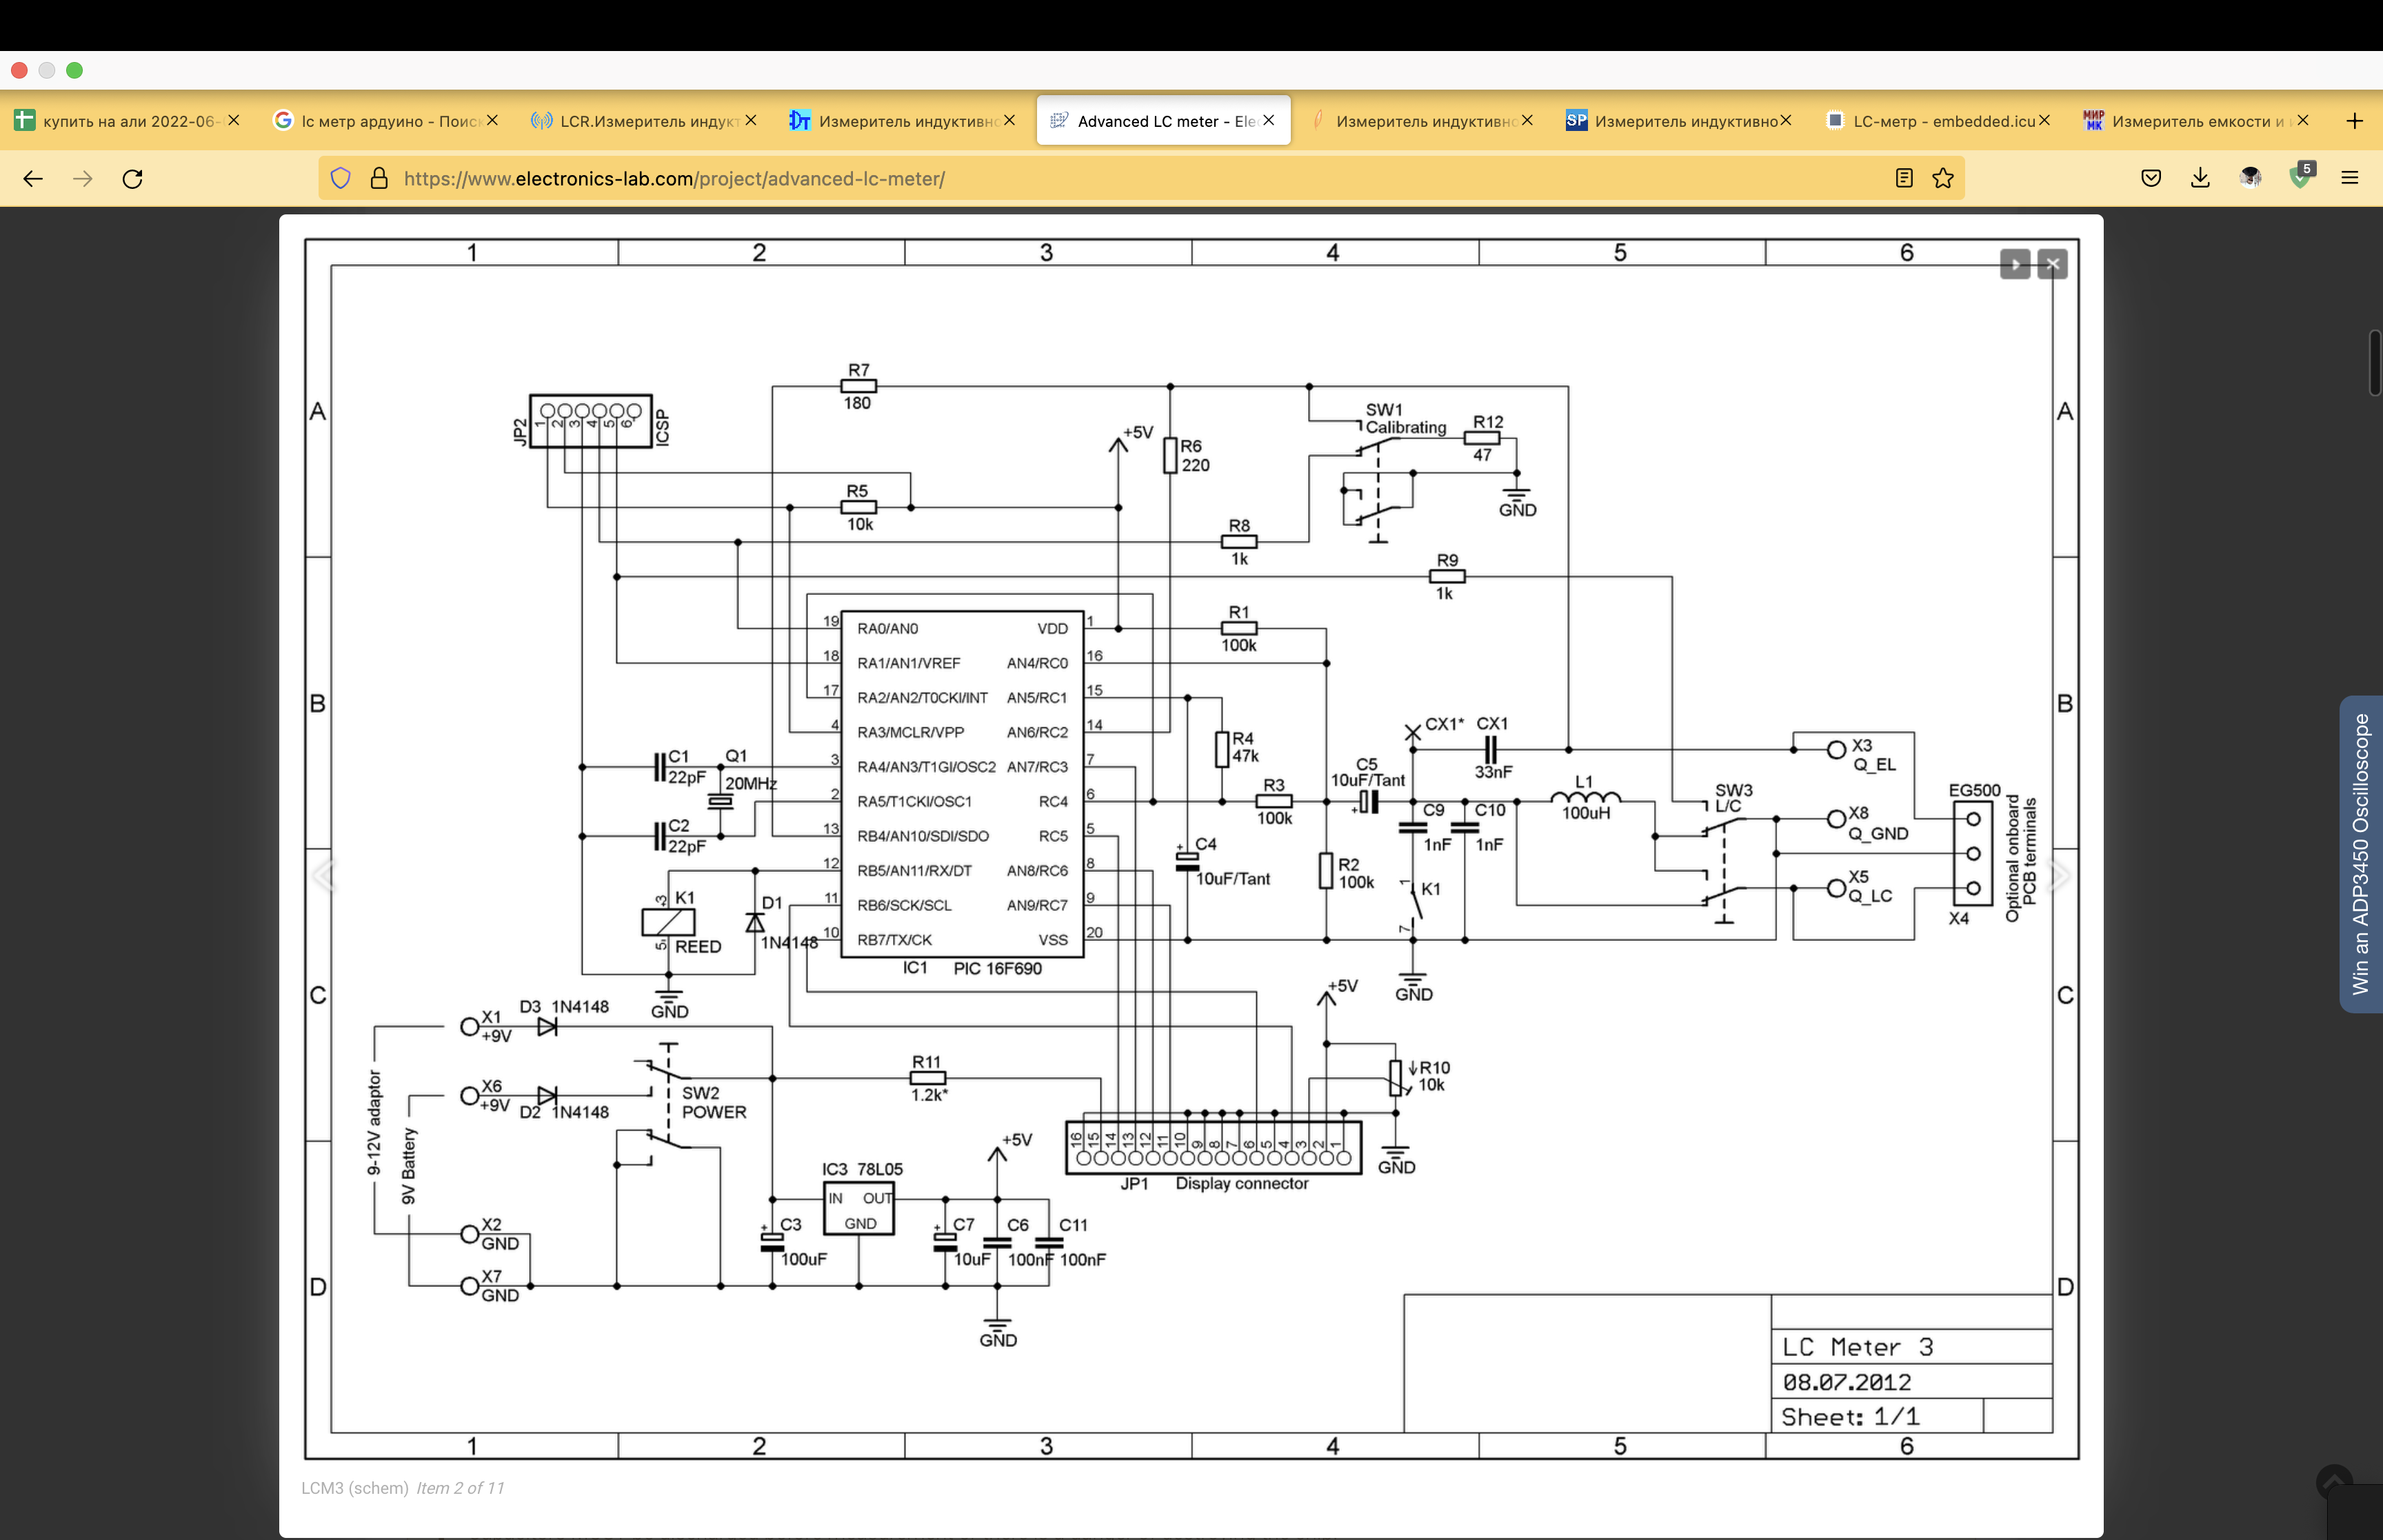 купить на али 2022-06-
lc метр ардуино - Поиск
LCR.Измеритель индукт
Измеритель индуктивно
Advanced LC meter - Ele
Измеритель индуктивно
SP
Измеритель индуктивно
LC-метр - embedded.icu
МИР
МК
Измеритель емкости и и
https://www.electronics-lab.com/project/advanced-lc-meter/
5
1 2 3 4 5 6
A
A
B
B
C
C
D
D
JP2
1 2 3 4 5 6
ICSP
R7
180
+5V
R6
220
SW1
Calibrating
R12
47
GND
R5
10k
R8
1k
R9
1k
R1
100k
19 RA0/AN0 VDD 1
18 RA1/AN1/VREF AN4/RC0 16
17 RA2/AN2/T0CKI/INT AN5/RC1 15
4 RA3/MCLR/VPP AN6/RC2 14
3 RA4/AN3/T1GI/OSC2 AN7/RC3 7
2 RA5/T1CKI/OSC1 RC4 6
13 RB4/AN10/SDI/SDO RC5 5
12 RB5/AN11/RX/DT AN8/RC6 8
11 RB6/SCK/SCL AN9/RC7 9
10 RB7/TX/CK VSS 20
IC1 PIC 16F690
C1
22pF
Q1
20MHz
C2
22pF
3 K1
5 REED
D1
1N4148
GND
R4
47k
R3
100k
C5
10uF/Tant
+
CX1* CX1
33nF
C9
1nF
C10
1nF
L1
100uH
SW3
L/C
X3
Q_EL
X8
Q_GND
X5
Q_LC
EG500
X4
Optional onboard
PCB terminals
+ C4
10uF/Tant
R2
100k
1 K1
7
GND
X1
+9V
D3 1N4148
X6
+9V
D2 1N4148
9-12V adaptor
9V Battery
SW2
POWER
R11
1.2k*
+5V
R10
10k
GND
16 15 14 13 12 11 10 9 8 7 6 5 4 3 2 1
JP1 Display connector
+5V
IC3 78L05
IN OUT
GND
X2
GND
X7
GND
+ C3
100uF
+ C7
10uF
C6
100nF
C11
100nF
GND
LC Meter 3
08.07.2012
Sheet: 1/1
1 2 3 4 5 6
LCM3 (schem) Item 2 of 11
Win an ADP3450 Oscilloscope